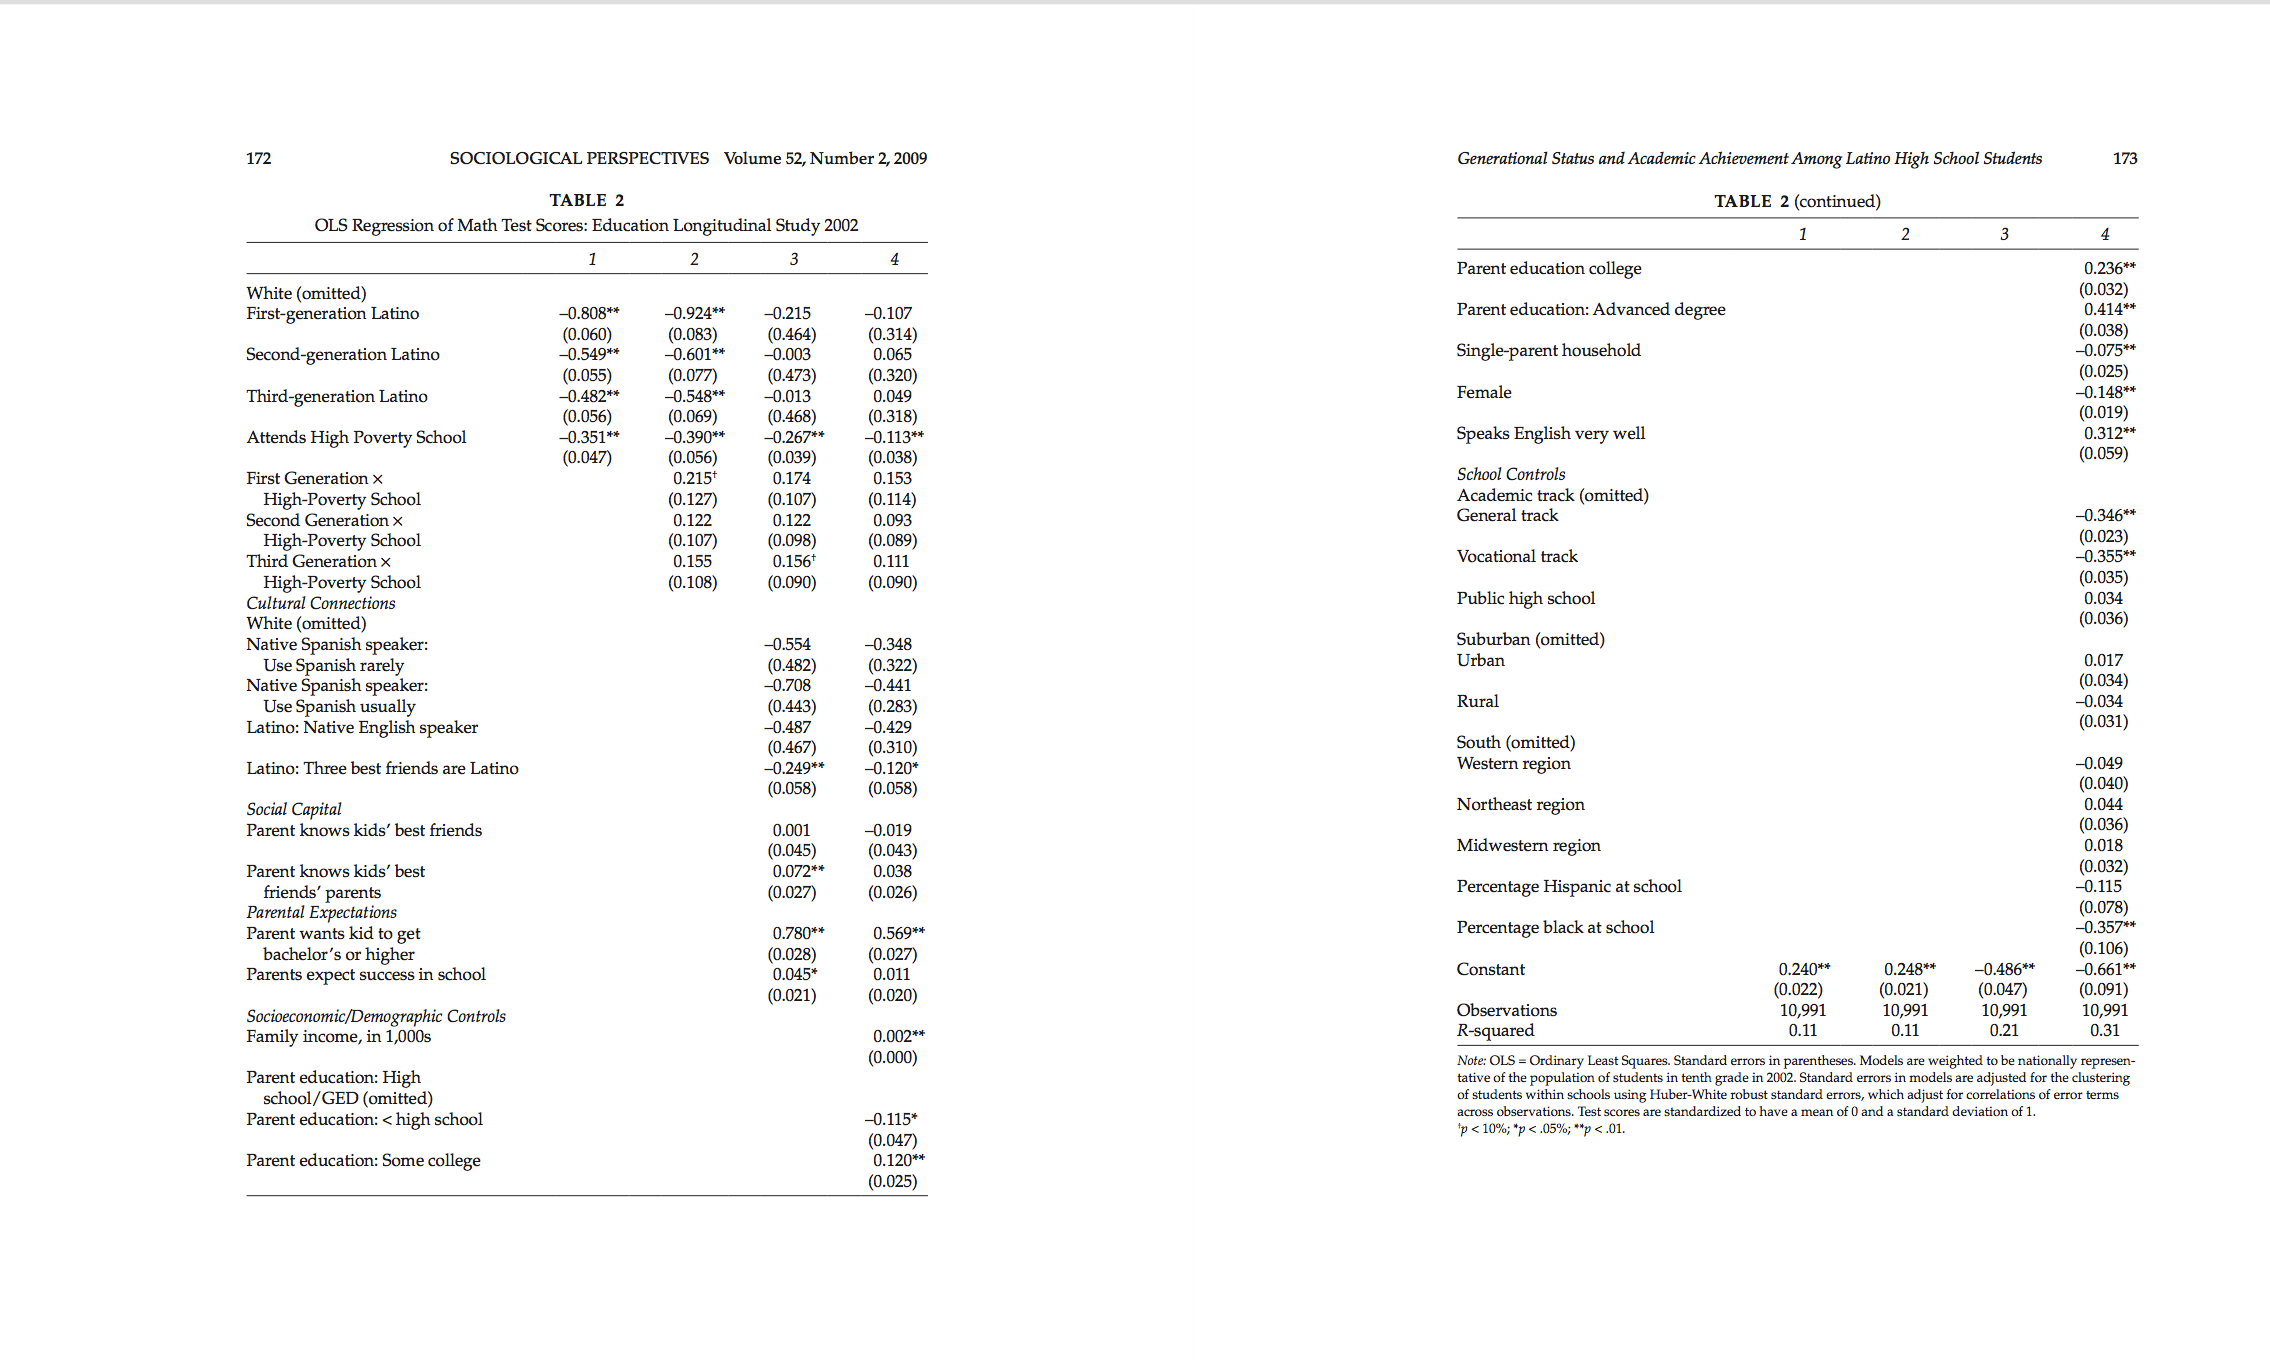 172 SOCIOLOGICAL PERSPECTIVES Volume 52, Number 2, 2009
TABLE 2
OLS Regression of Math Test Scores: Education Longitudinal Study 2002
1 2 3 4
White (omitted)
First-generation Latino –0.808** –0.924** –0.215 –0.107
(0.060) (0.083) (0.464) (0.314)
Second-generation Latino –0.549** –0.601** –0.003 0.065
(0.055) (0.077) (0.473) (0.320)
Third-generation Latino –0.482** –0.548** –0.013 0.049
(0.056) (0.069) (0.468) (0.318)
Attends High Poverty School –0.351** –0.390** –0.267** –0.113**
(0.047) (0.056) (0.039) (0.038)
First Generation × 0.215† 0.174 0.153
High-Poverty School (0.127) (0.107) (0.114)
Second Generation × 0.122 0.122 0.093
High-Poverty School (0.107) (0.098) (0.089)
Third Generation × 0.155 0.156† 0.111
High-Poverty School (0.108) (0.090) (0.090)
Cultural Connections
White (omitted)
Native Spanish speaker: –0.554 –0.348
Use Spanish rarely (0.482) (0.322)
Native Spanish speaker: –0.708 –0.441
Use Spanish usually (0.443) (0.283)
Latino: Native English speaker –0.487 –0.429
(0.467) (0.310)
Latino: Three best friends are Latino –0.249** –0.120*
(0.058) (0.058)
Social Capital
Parent knows kids' best friends 0.001 –0.019
(0.045) (0.043)
Parent knows kids' best 0.072** 0.038
friends' parents (0.027) (0.026)
Parental Expectations
Parent wants kid to get 0.780** 0.569**
bachelor's or higher (0.028) (0.027)
Parents expect success in school 0.045* 0.011
(0.021) (0.020)
Socioeconomic/Demographic Controls
Family income, in 1,000s 0.002**
(0.000)
Parent education: High
school/GED (omitted)
Parent education: < high school –0.115*
(0.047)
Parent education: Some college 0.120**
(0.025)
Generational Status and Academic Achievement Among Latino High School Students 173
TABLE 2 (continued)
1 2 3 4
Parent education college 0.236**
(0.032)
Parent education: Advanced degree 0.414**
(0.038)
Single-parent household –0.075**
(0.025)
Female –0.148**
(0.019)
Speaks English very well 0.312**
(0.059)
School Controls
Academic track (omitted)
General track –0.346**
(0.023)
Vocational track –0.355**
(0.035)
Public high school 0.034
(0.036)
Suburban (omitted)
Urban 0.017
(0.034)
Rural –0.034
(0.031)
South (omitted)
Western region –0.049
(0.040)
Northeast region 0.044
(0.036)
Midwestern region 0.018
(0.032)
Percentage Hispanic at school –0.115
(0.078)
Percentage black at school –0.357**
(0.106)
Constant 0.240** 0.248** –0.486** –0.661**
(0.022) (0.021) (0.047) (0.091)
Observations 10,991 10,991 10,991 10,991
R-squared 0.11 0.11 0.21 0.31
Note: OLS = Ordinary Least Squares. Standard errors in parentheses. Models are weighted to be nationally represen-
tative of the population of students in tenth grade in 2002. Standard errors in models are adjusted for the clustering
of students within schools using Huber-White robust standard errors, which adjust for correlations of error terms
across observations. Test scores are standardized to have a mean of 0 and a standard deviation of 1.
†p < 10%; *p < .05%; **p < .01.